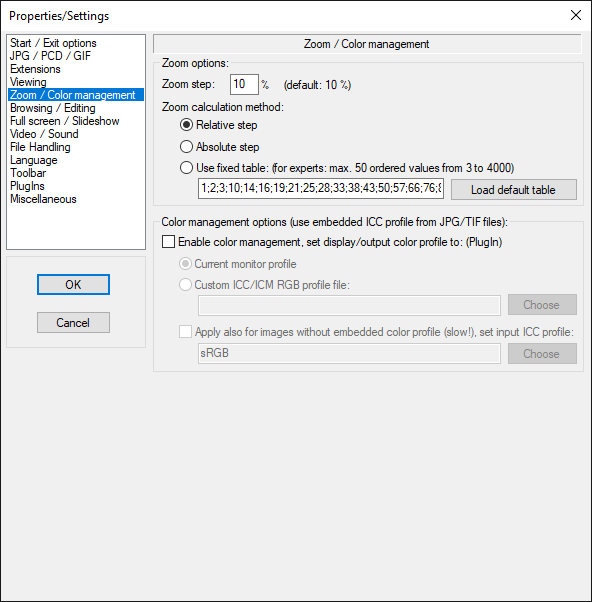 Properties/Settings
Start / Exit options
JPG / PCD / GIF
Extensions
Viewing
Zoom / Color management
Browsing / Editing
Full screen / Slideshow
Video / Sound
File Handling
Language
Toolbar
PlugIns
Miscellaneous
OK
Cancel
Zoom / Color management
Zoom options:
Zoom step: 10 % (default: 10 %)
Zoom calculation method:
Relative step
Absolute step
Use fixed table: (for experts: max. 50 ordered values from 3 to 4000)
1;2;3;10;14;16;19;21;25;28;33;38;43;50;57;66;76; Load default table
Color management options (use embedded ICC profile from JPG/TIF files):
Enable color management, set display/output color profile to: (PlugIn)
Current monitor profile
Custom ICC/ICM RGB profile file:
Choose
Apply also for images without embedded color profile (slow!), set input ICC profile:
sRGB Choose